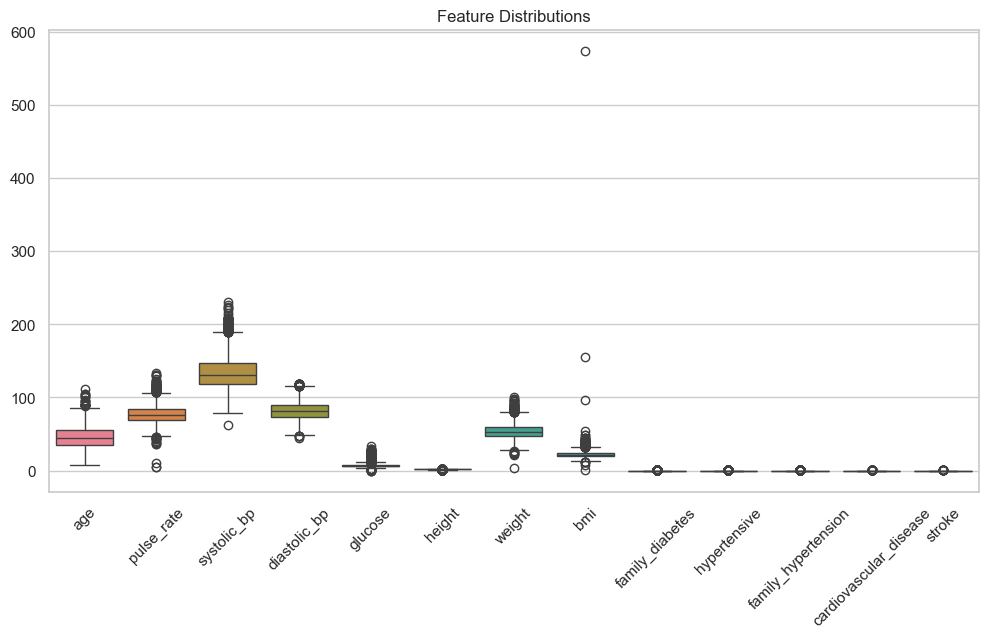 Feature Distributions
600
500
400
300
200
100
0
age
pulse_rate
systolic_bp
diastolic_bp
glucose
height
weight
bmi
family_diabetes
hypertensive
family_hypertension
cardiovascular_disease
stroke